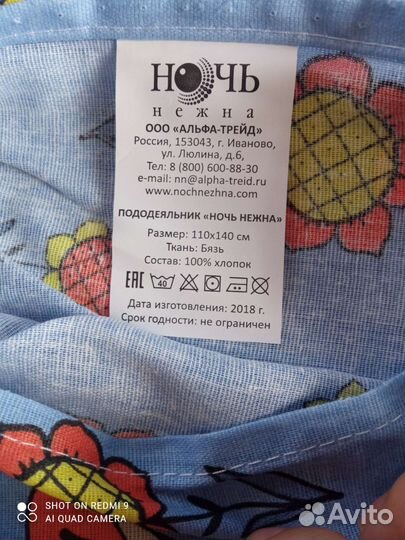 НОЧЬ
нежна
ООО «АЛЬФА-ТРЕЙД»
Россия, 153043, г. Иваново,
ул. Люлина, д.6,
Тел: 8 (800) 600-88-30
e-mail: nn@alpha-treid.ru
www.nochnezhna.com
ПОДОДЕЯЛЬНИК «НОЧЬ НЕЖНА»
Размер: 110х140 см
Ткань: Бязь
Состав: 100% хлопок
EAC 40
Дата изготовления: 2018 г.
Срок годности: не ограничен
SHOT ON REDMI 9
AI QUAD CAMERA
Avito